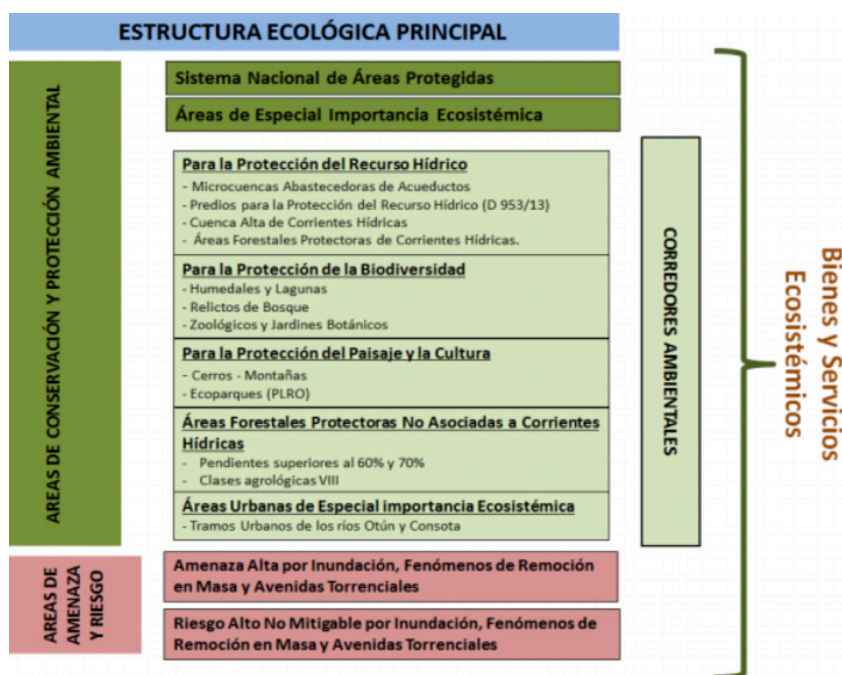 ESTRUCTURA ECOLÓGICA PRINCIPAL
AREAS DE CONSERVACIÓN Y PROTECCIÓN AMBIENTAL
Sistema Nacional de Áreas Protegidas
Áreas de Especial Importancia Ecosistémica
Para la Protección del Recurso Hídrico
- Microcuencas Abastecedoras de Acueductos
- Predios para la Protección del Recurso Hídrico (D 953/13)
- Cuenca Alta de Corrientes Hídricas
- Áreas Forestales Protectoras de Corrientes Hídricas.
Para la Protección de la Biodiversidad
- Humedales y Lagunas
- Relictos de Bosque
- Zoológicos y Jardines Botánicos
Para la Protección del Paisaje y la Cultura
- Cerros - Montañas
- Ecoparques (PLRO)
Áreas Forestales Protectoras No Asociadas a Corrientes
Hídricas
- Pendientes superiores al 60% y 70%
- Clases agrológicas VIII
Áreas Urbanas de Especial importancia Ecosistémica
- Tramos Urbanos de los ríos Otún y Consota
CORREDORES AMBIENTALES
Bienes y Servicios
Ecosistémicos
AREAS DE
AMENAZA
Y RIESGO
Amenaza Alta por Inundación, Fenómenos de Remoción
en Masa y Avenidas Torrenciales
Riesgo Alto No Mitigable por Inundación, Fenómenos de
Remoción en Masa y Avenidas Torrenciales